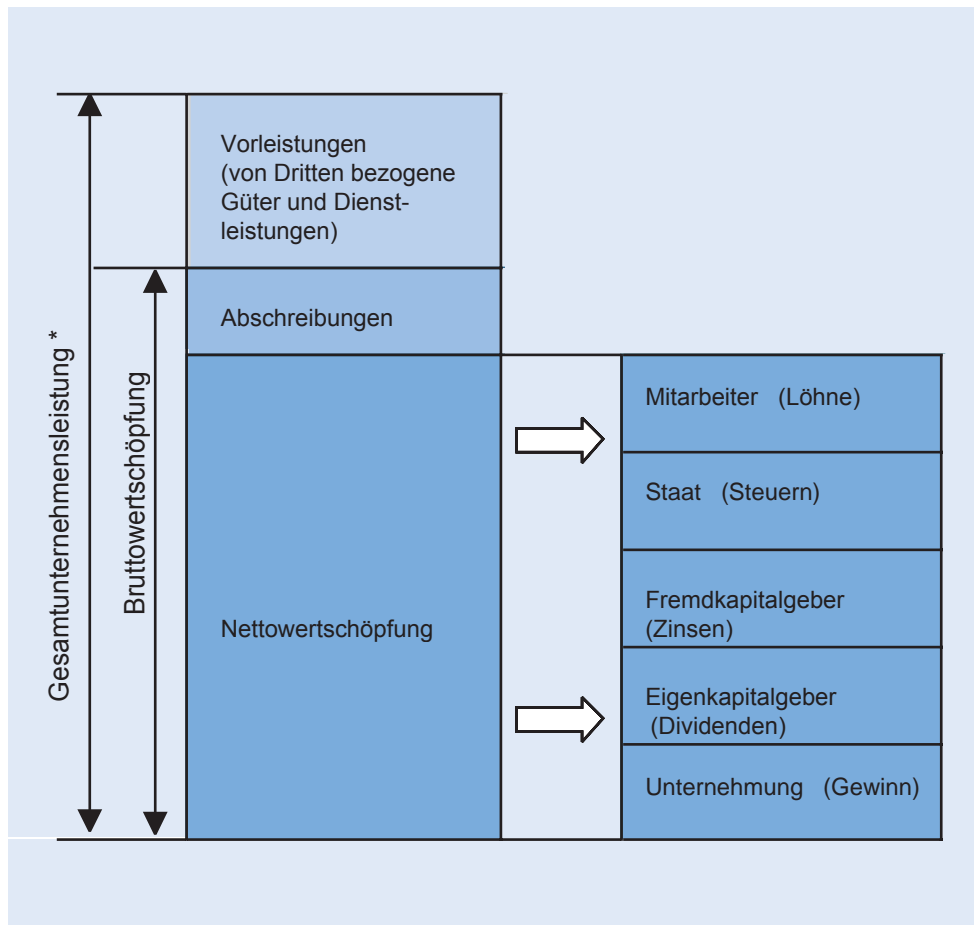 Gesamtunternehmensleistung *
Bruttowertschöpfung
Vorleistungen
(von Dritten bezogene
Güter und Dienst-
leistungen)
Abschreibungen
Nettowertschöpfung
Mitarbeiter (Löhne)
Staat (Steuern)
Fremdkapitalgeber
(Zinsen)
Eigenkapitalgeber
(Dividenden)
Unternehmung (Gewinn)